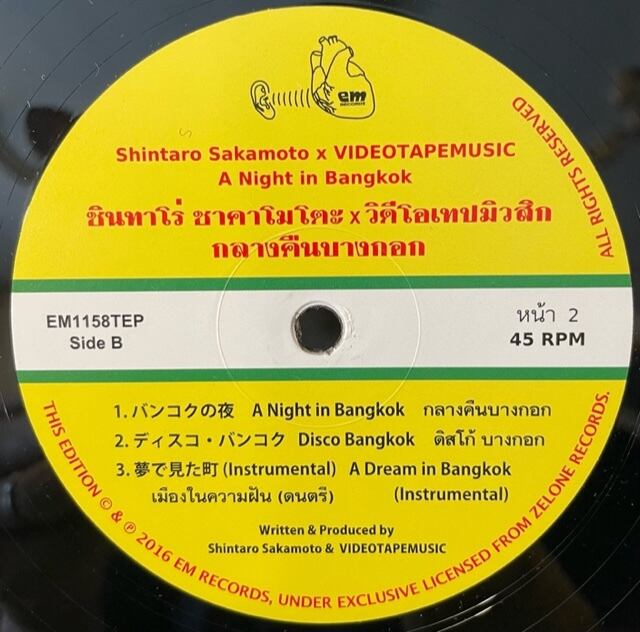 em
RECORDS
Shintaro Sakamoto x VIDEOTAPEMUSIC
A Night in Bangkok
ชินทาโร่ ซาคาโมโตะ x วิดีโอเทปมิวสิก
กลางคืนบางกอก
ALL RIGHTS RESERVED
EM1158TEP
Side B
หน้า 2
45 RPM
1. バンコクの夜 A Night in Bangkok กลางคืนบางกอก
2. ディスコ・バンコク Disco Bangkok ดิสโก้ บางกอก
3. 夢で見た町 (Instrumental) A Dream in Bangkok
เมืองในความฝัน (ดนตรี) (Instrumental)
Written & Produced by
Shintaro Sakamoto & VIDEOTAPEMUSIC
THIS EDITION © & ℗ 2016 EM RECORDS, UNDER EXCLUSIVE LICENSED FROM ZELONE RECORDS.